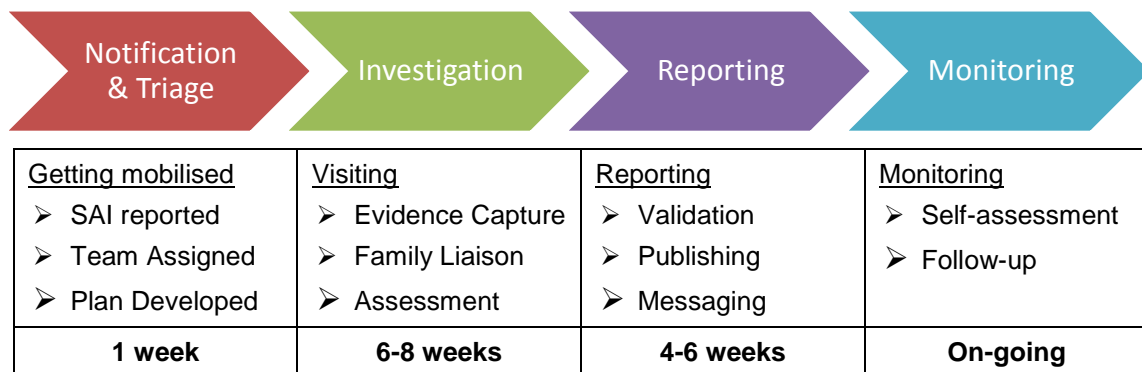 Notification
& Triage
Investigation
Reporting
Monitoring
Getting mobilised
➢ SAI reported
➢ Team Assigned
➢ Plan Developed
Visiting
➢ Evidence Capture
➢ Family Liaison
➢ Assessment
Reporting
➢ Validation
➢ Publishing
➢ Messaging
Monitoring
➢ Self-assessment
➢ Follow-up
1 week
6-8 weeks
4-6 weeks
On-going